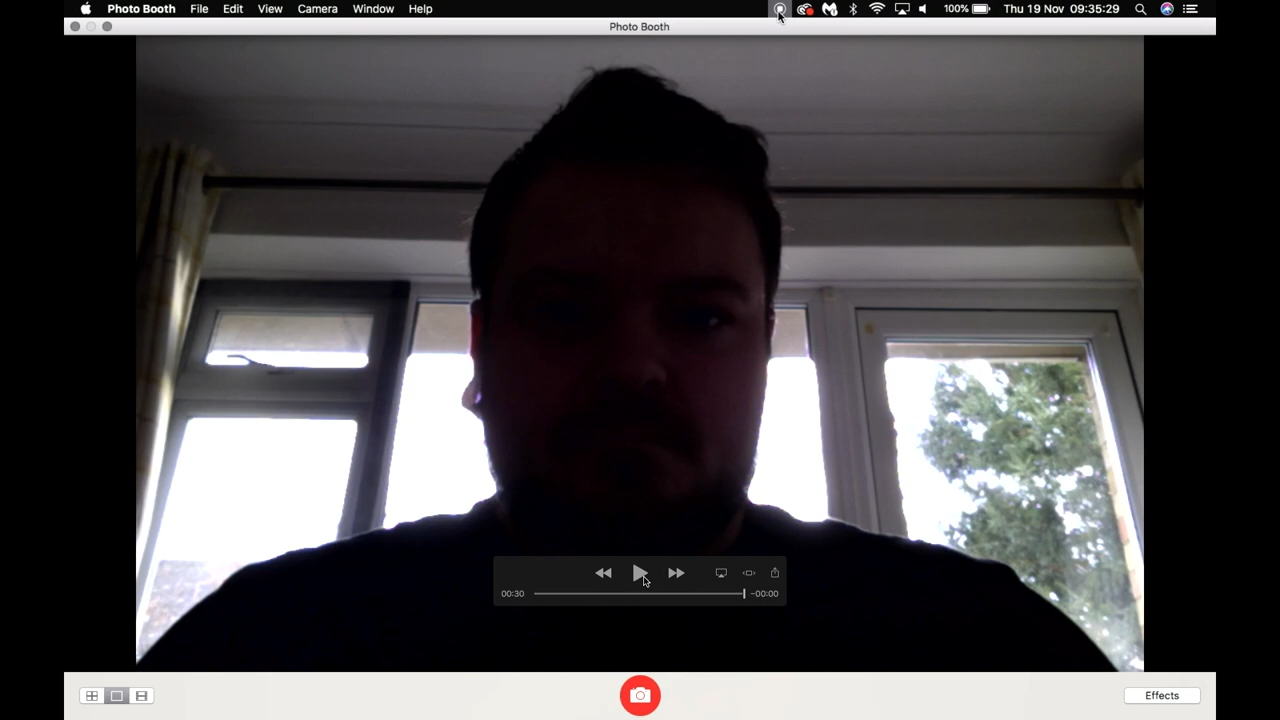 Photo Booth File Edit View Camera Window Help 100% Thu 19 Nov 09:35:29
Photo Booth
00:30 -00:00
Effects